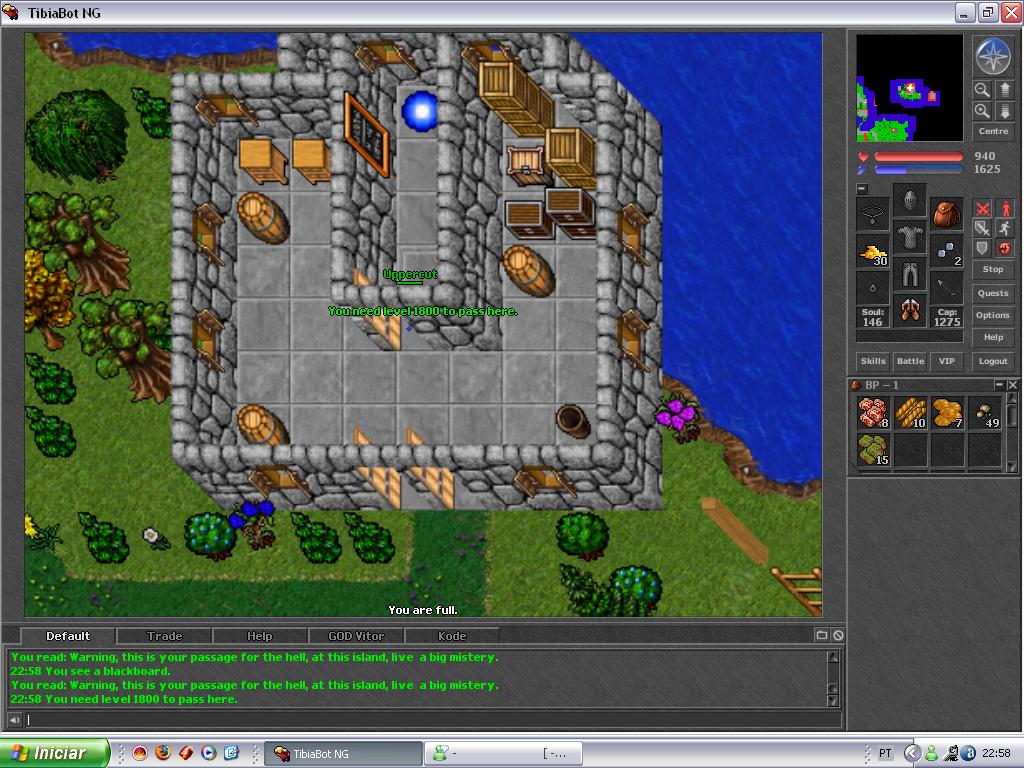 TibiaBot NG
Centre
940
1625
30
2
Soul:
146
Cap:
1275
Stop
Quests
Options
Help
Skills
Battle
VIP
Logout
BP - 1
8
10
7
49
15
Uppercut
You need level 1800 to pass here.
You are full.
Default
Trade
Help
GOD Vitor
Kode
You read: Warning, this is your passage for the hell, at this island, live  a big mistery.
22:58 You see a blackboard.
You read: Warning, this is your passage for the hell, at this island, live  a big mistery.
22:58 You need level 1800 to pass here.
Iniciar
TibiaBot NG
- [ -...
PT
22:58